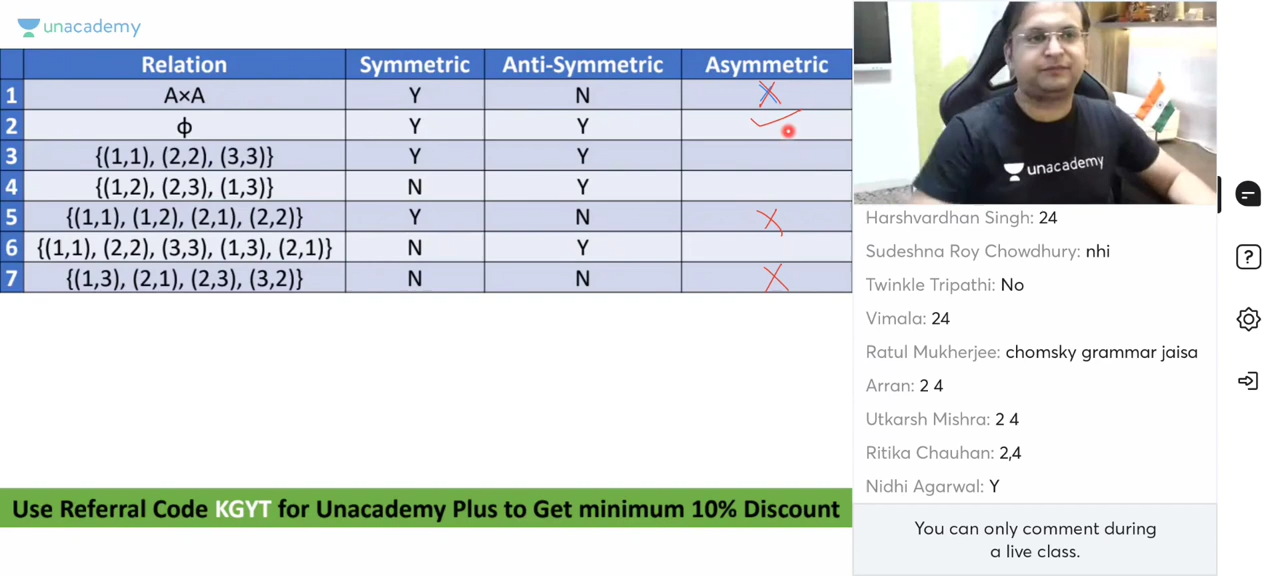 unacademy
Relation Symmetric Anti-Symmetric Asymmetric
1 A×A Y N
2 ϕ Y Y
3 {(1,1), (2,2), (3,3)} Y Y
4 {(1,2), (2,3), (1,3)} N Y
5 {(1,1), (1,2), (2,1), (2,2)} Y N
6 {(1,1), (2,2), (3,3), (1,3), (2,1)} N Y
7 {(1,3), (2,1), (2,3), (3,2)} N N
Use Referral Code KGYT for Unacademy Plus to Get minimum 10% Discount
unacademy
Harshvardhan Singh: 24
Sudeshna Roy Chowdhury: nhi
Twinkle Tripathi: No
Vimala: 24
Ratul Mukherjee: chomsky grammar jaisa
Arran: 2 4
Utkarsh Mishra: 2 4
Ritika Chauhan: 2,4
Nidhi Agarwal: Y
You can only comment during
a live class.